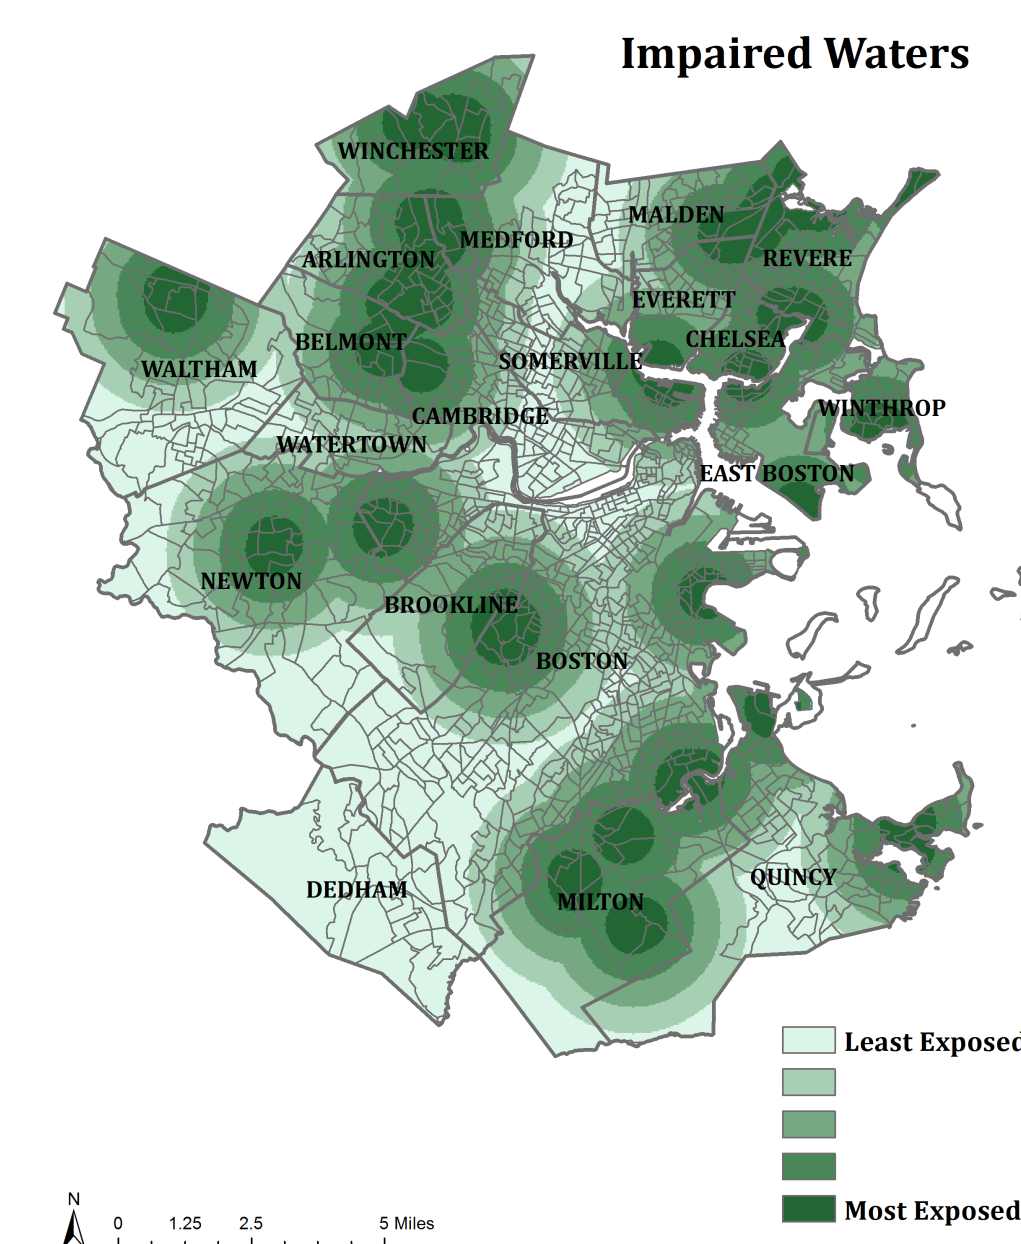 Impaired Waters
WINCHESTER
MALDEN
MEDFORD
ARLINGTON
REVERE
EVERETT
CHELSEA
BELMONT
SOMERVILLE
WALTHAM
WINTHROP
CAMBRIDGE
WATERTOWN
EAST BOSTON
NEWTON
BROOKLINE
BOSTON
QUINCY
DEDHAM
MILTON
Least Exposed
Most Exposed
N
0 1.25 2.5 5 Miles